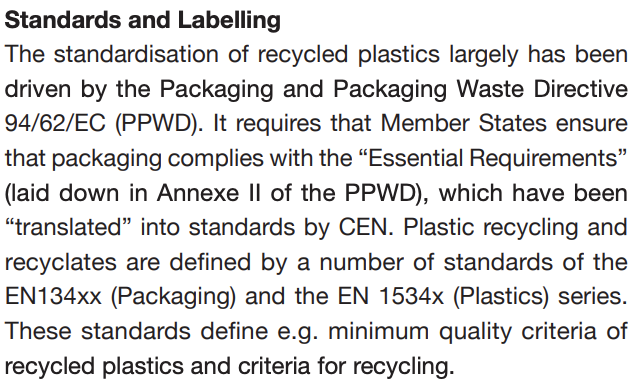 Standards and Labelling
The standardisation of recycled plastics largely has been
driven by the Packaging and Packaging Waste Directive
94/62/EC (PPWD). It requires that Member States ensure
that packaging complies with the “Essential Requirements”
(laid down in Annexe II of the PPWD), which have been
“translated” into standards by CEN. Plastic recycling and
recyclates are defined by a number of standards of the
EN134xx (Packaging) and the EN 1534x (Plastics) series.
These standards define e.g. minimum quality criteria of
recycled plastics and criteria for recycling.